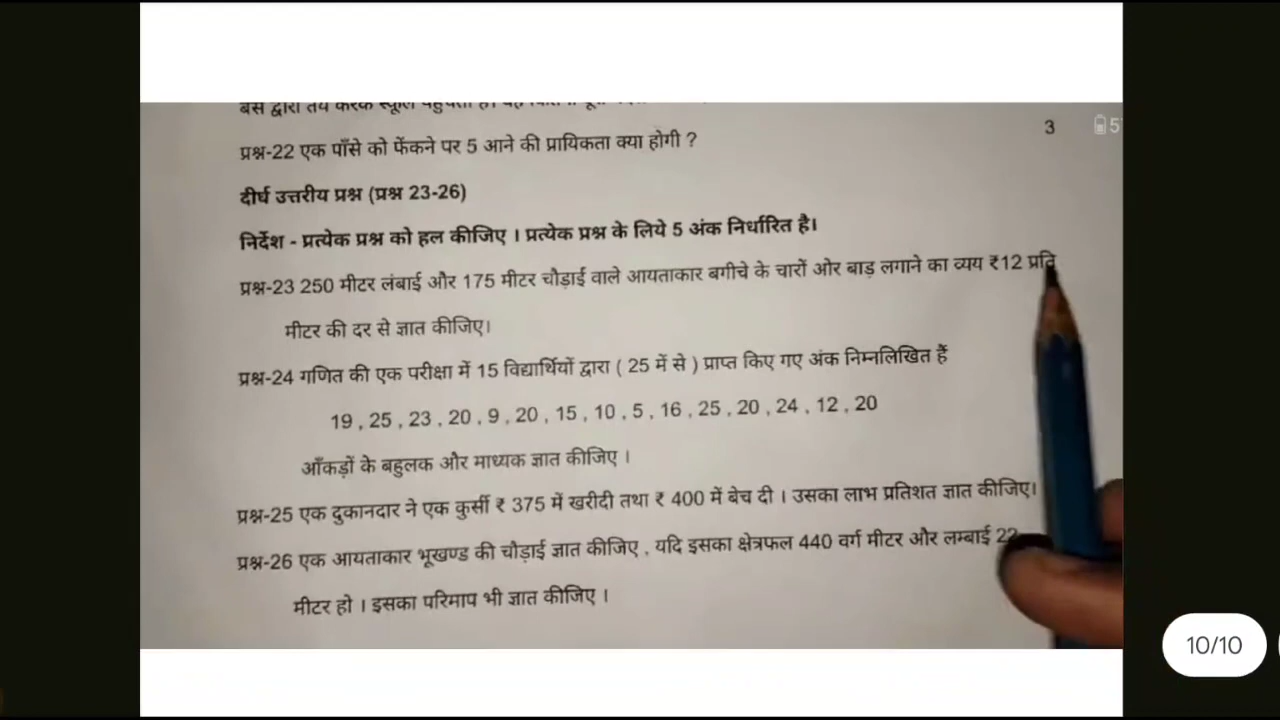 बस द्वारा तय करके स्कूल
3
5
प्रश्न-22 एक पाँसे को फेंकने पर 5 आने की प्रायिकता क्या होगी ?
दीर्घ उत्तरीय प्रश्न (प्रश्न 23-26)
निर्देश - प्रत्येक प्रश्न को हल कीजिए । प्रत्येक प्रश्न के लिये 5 अंक निर्धारित है।
प्रश्न-23 250 मीटर लंबाई और 175 मीटर चौड़ाई वाले आयताकार बगीचे के चारों ओर बाड़ लगाने का व्यय ₹12 प्रति
मीटर की दर से ज्ञात कीजिए।
प्रश्न-24 गणित की एक परीक्षा में 15 विद्यार्थियों द्वारा ( 25 में से ) प्राप्त किए गए अंक निम्नलिखित हैं
19 , 25 , 23 , 20 , 9 , 20 , 15 , 10 , 5 , 16 , 25 , 20 , 24 , 12 , 20
आँकड़ों के बहुलक और माध्यक ज्ञात कीजिए ।
प्रश्न-25 एक दुकानदार ने एक कुर्सी ₹ 375 में खरीदी तथा ₹ 400 में बेच दी । उसका लाभ प्रतिशत ज्ञात कीजिए।
प्रश्न-26 एक आयताकार भूखण्ड की चौड़ाई ज्ञात कीजिए , यदि इसका क्षेत्रफल 440 वर्ग मीटर और लम्बाई 22
मीटर हो । इसका परिमाप भी ज्ञात कीजिए ।
10/10